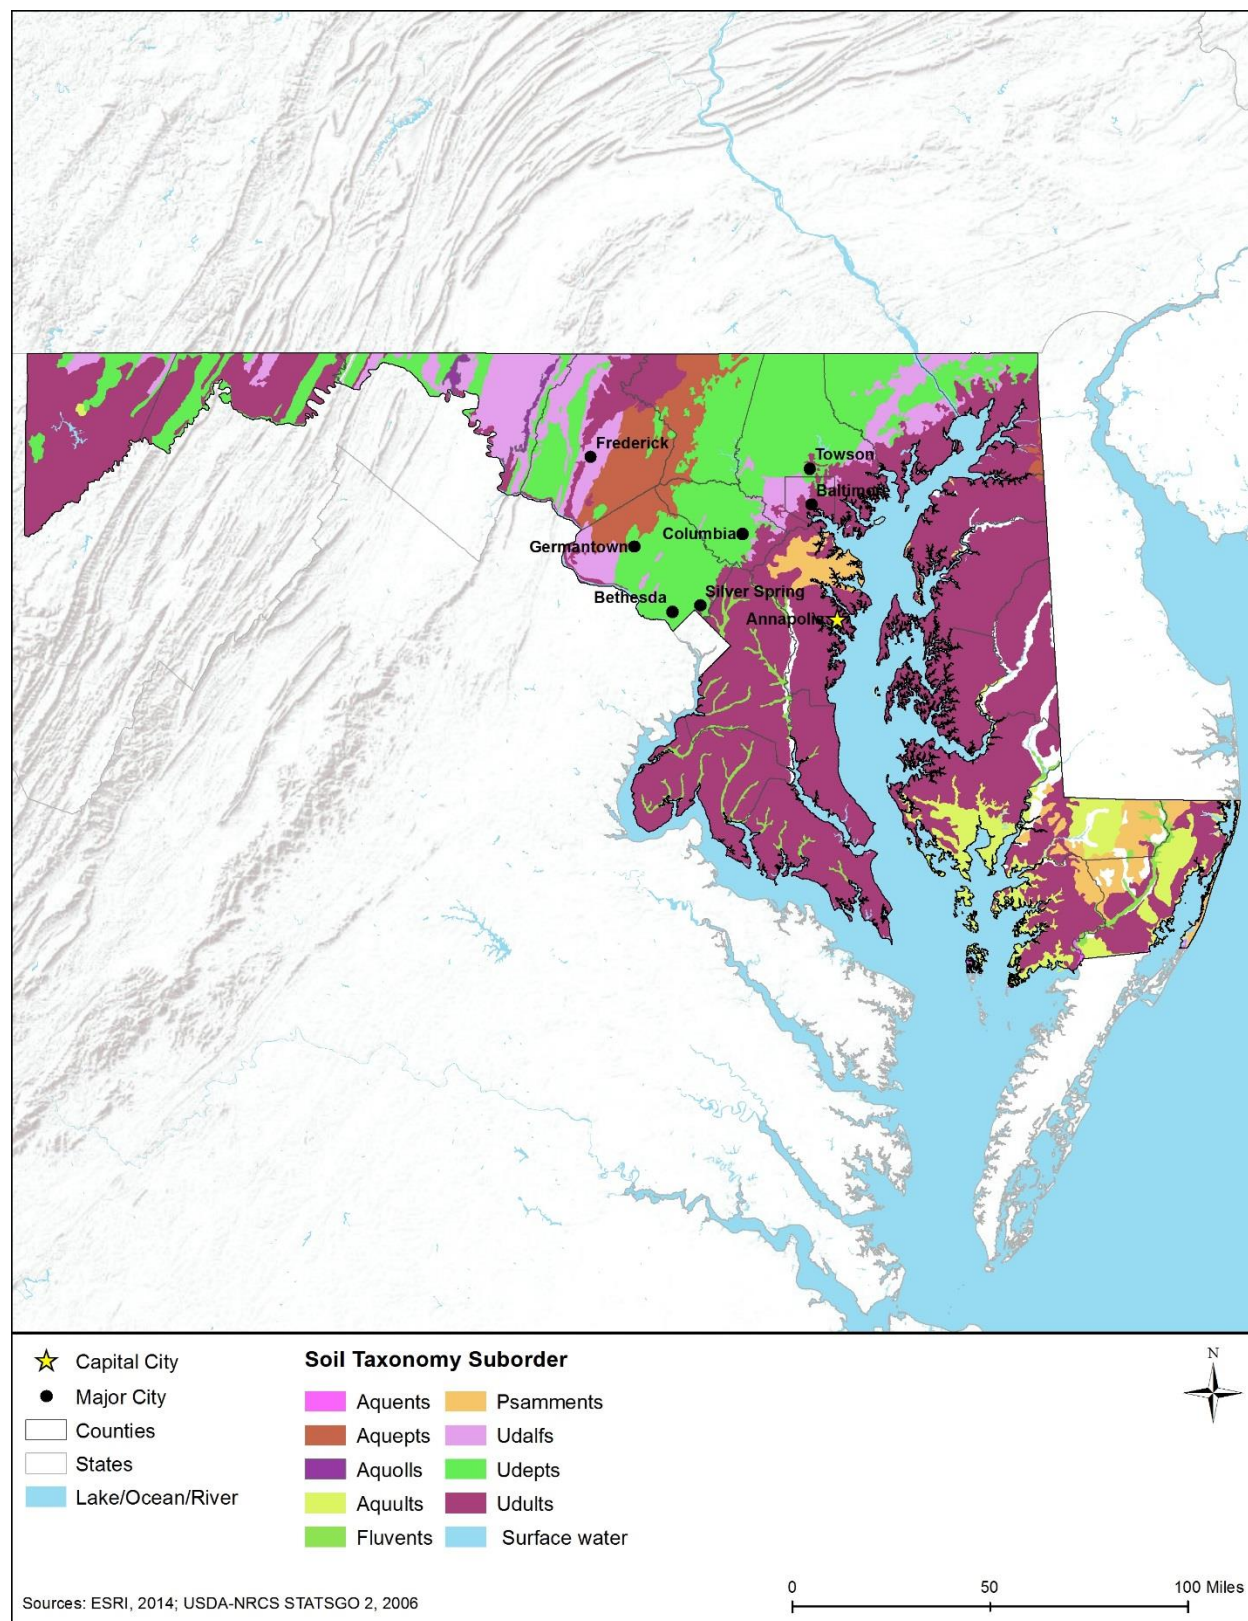 Frederick
Towson
Baltimore
Columbia
Germantown
Silver Spring
Bethesda
Annapolis
Capital City
Major City
Counties
States
Lake/Ocean/River
Soil Taxonomy Suborder
Aquents
Aquepts
Aquolls
Aquults
Fluvents
Psamments
Udalfs
Udepts
Udults
Surface water
N
0 50 100 Miles
Sources: ESRI, 2014; USDA-NRCS STATSGO 2, 2006